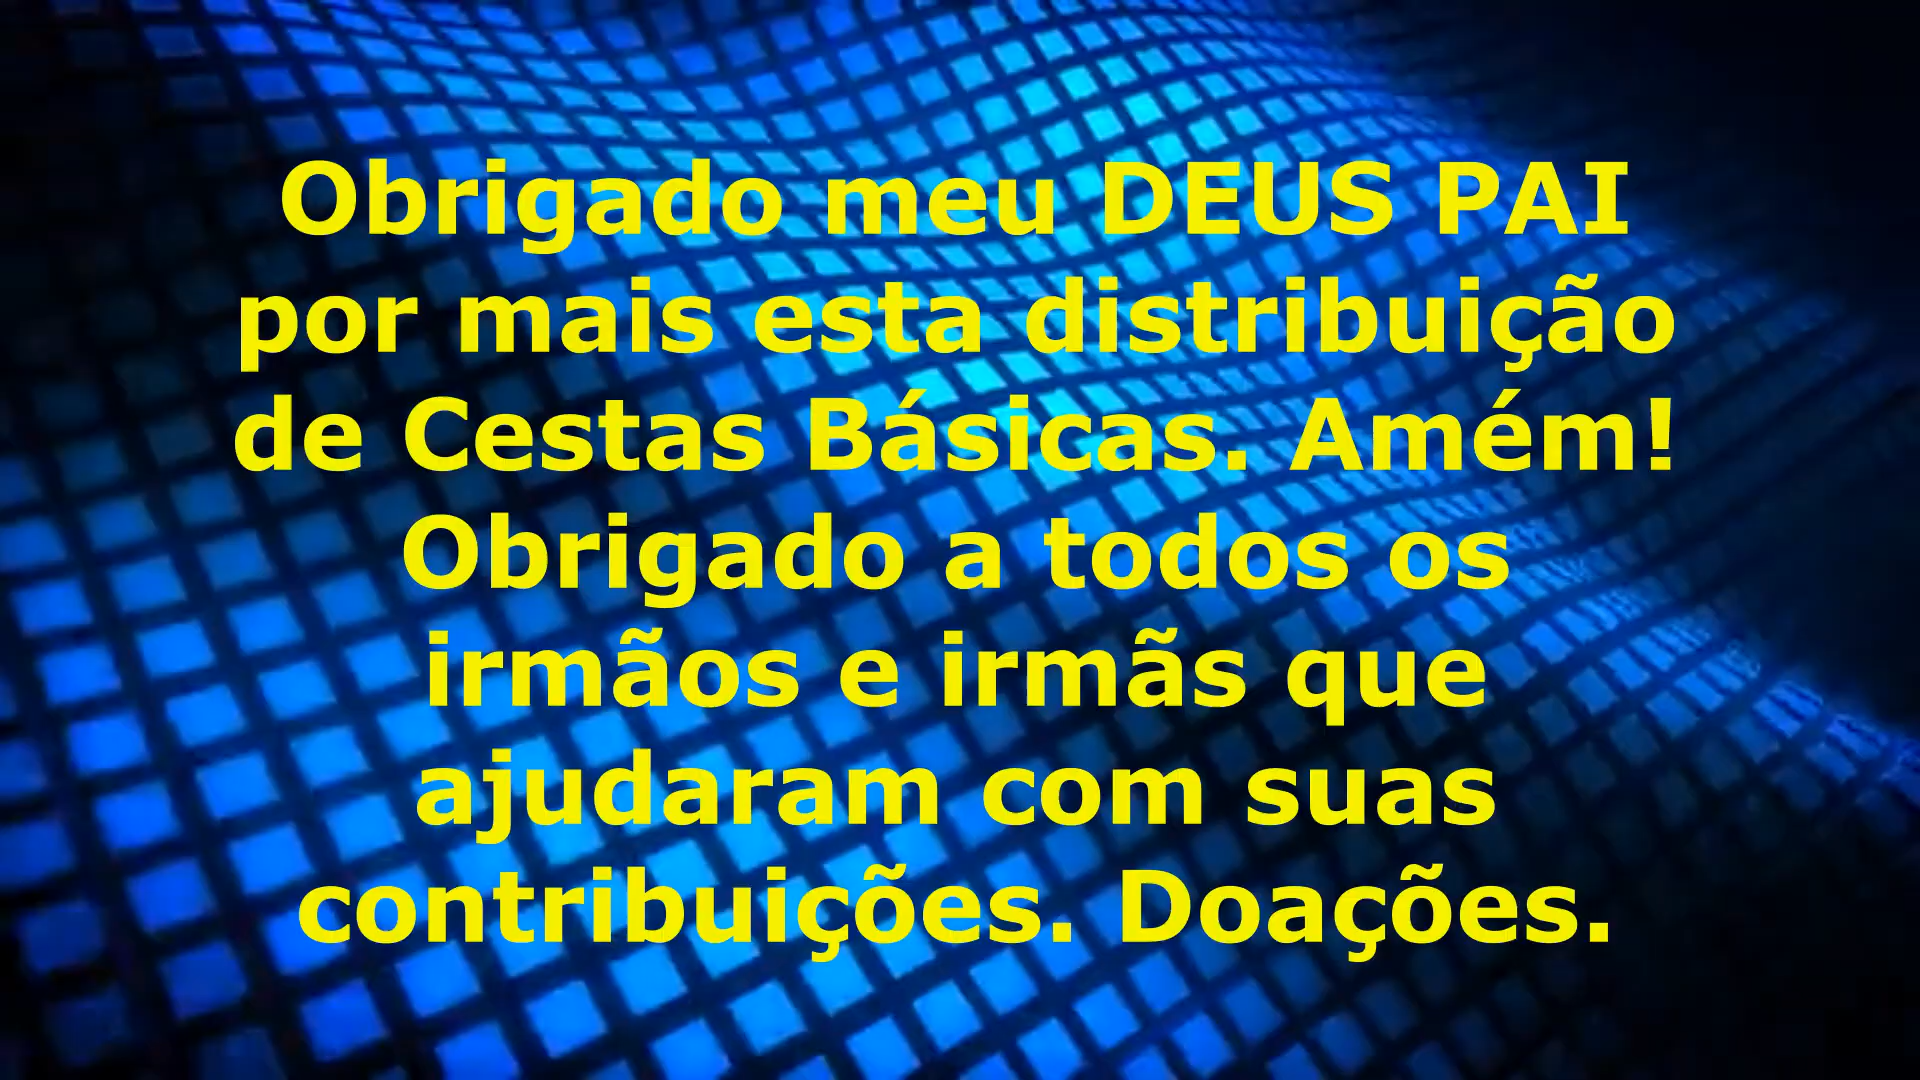 Obrigado meu DEUS PAI
por mais esta distribuição
de Cestas Básicas. Amém!
Obrigado a todos os
irmãos e irmãs que
ajudaram com suas
contribuições. Doações.